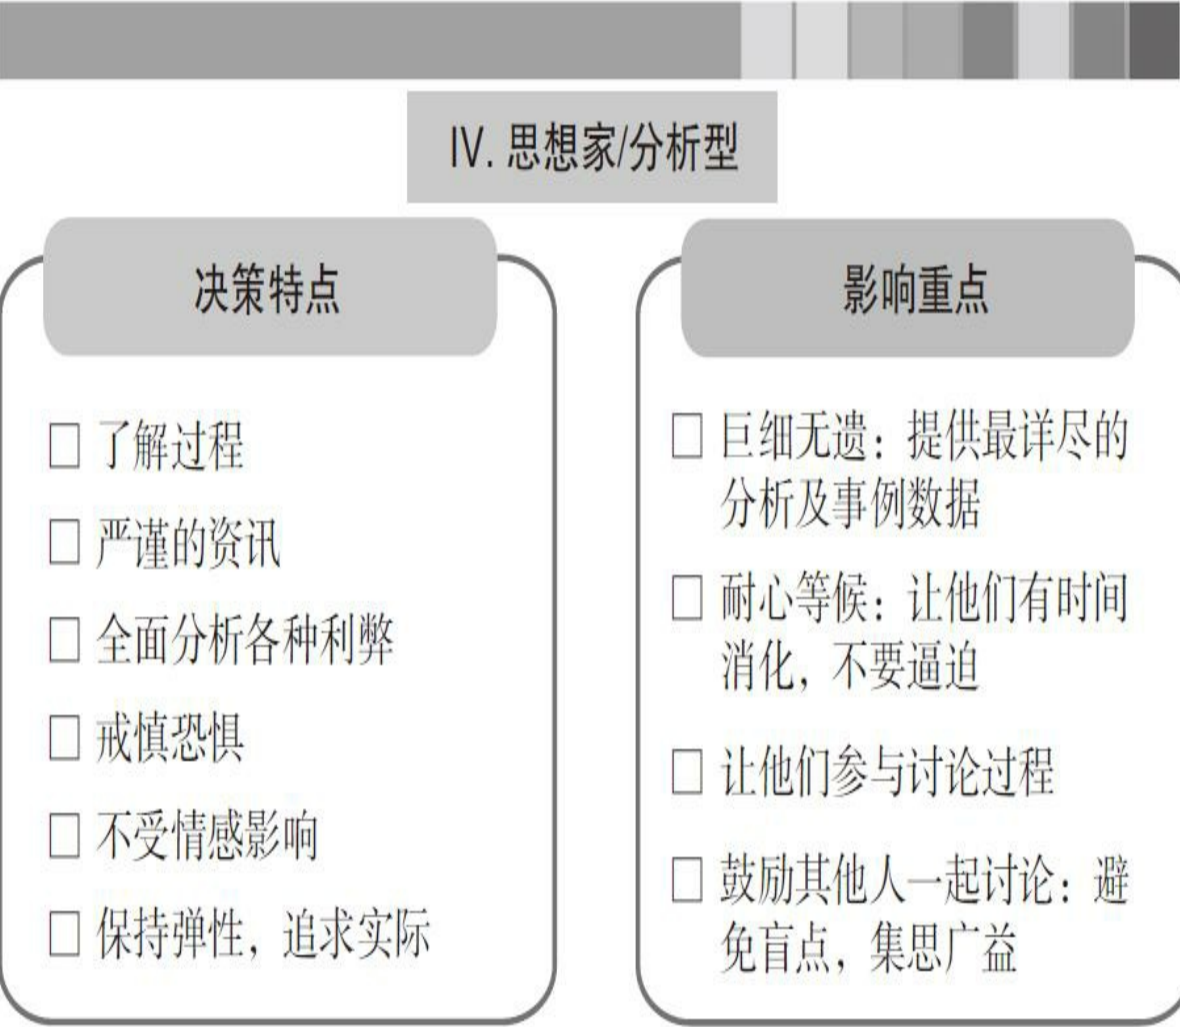 IV. 思想家/分析型
决策特点
□ 了解过程
□ 严谨的资讯
□ 全面分析各种利弊
□ 戒慎恐惧
□ 不受情感影响
□ 保持弹性，追求实际
影响重点
□ 巨细无遗：提供最详尽的
分析及事例数据
□ 耐心等候：让他们有时间
消化，不要逼迫
□ 让他们参与讨论过程
□ 鼓励其他人一起讨论：避
免盲点，集思广益